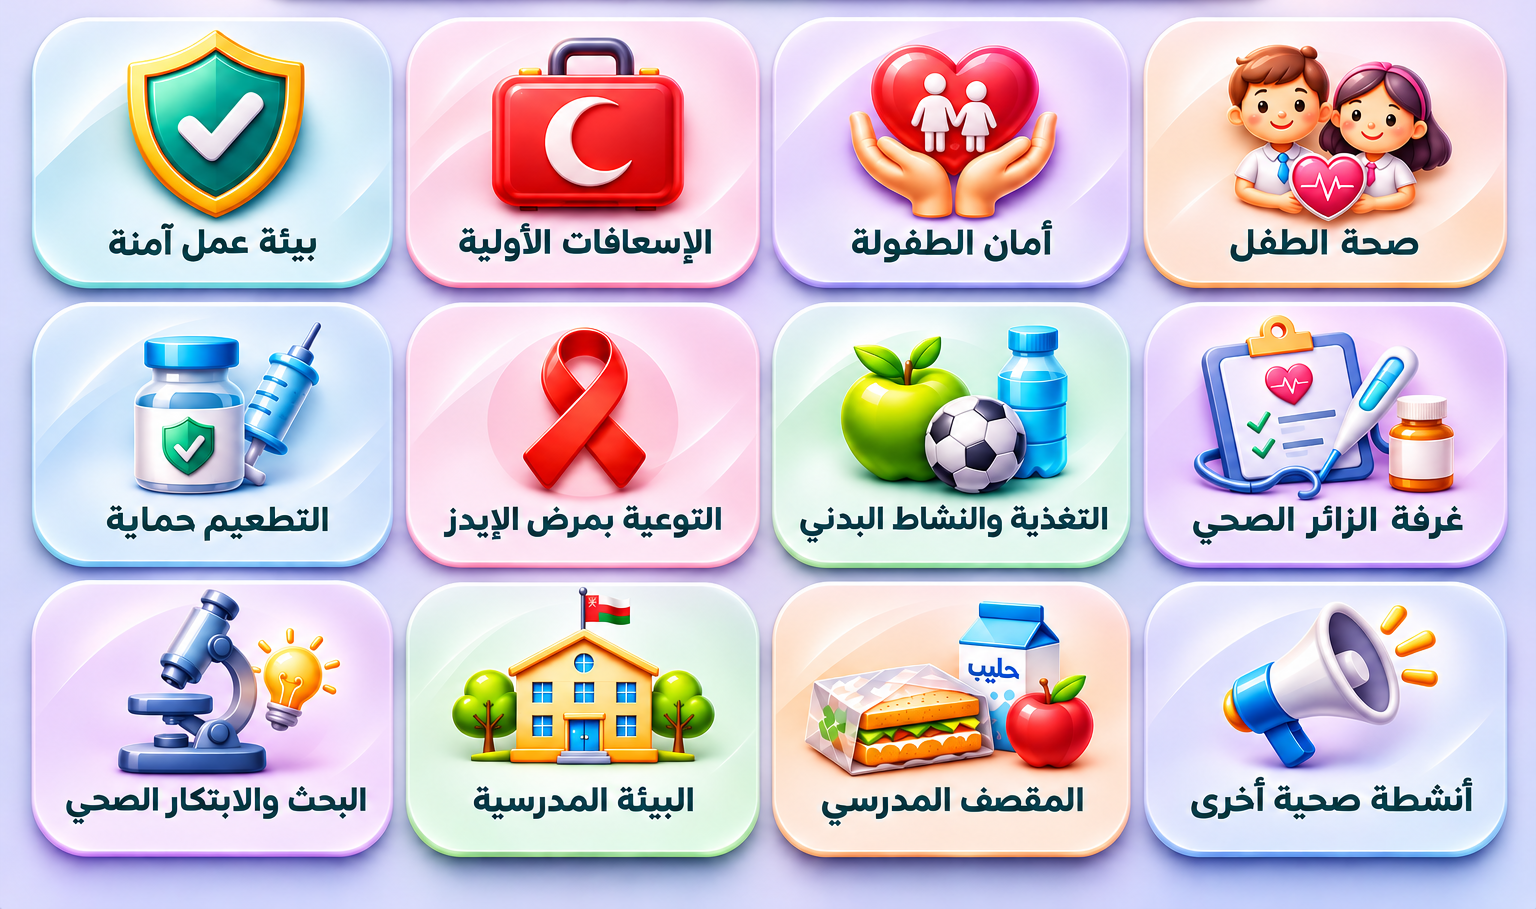 صحة الطفل
أمان الطفولة
الإسعافات الأولية
بيئة عمل آمنة
غرفة الزائر الصحي
التغذية والنشاط البدني
التوعية بمرض الإيدز
التطعيم حماية
أنشطة صحية أخرى
حليب
المقصف المدرسي
البيئة المدرسية
البحث والابتكار الصحي